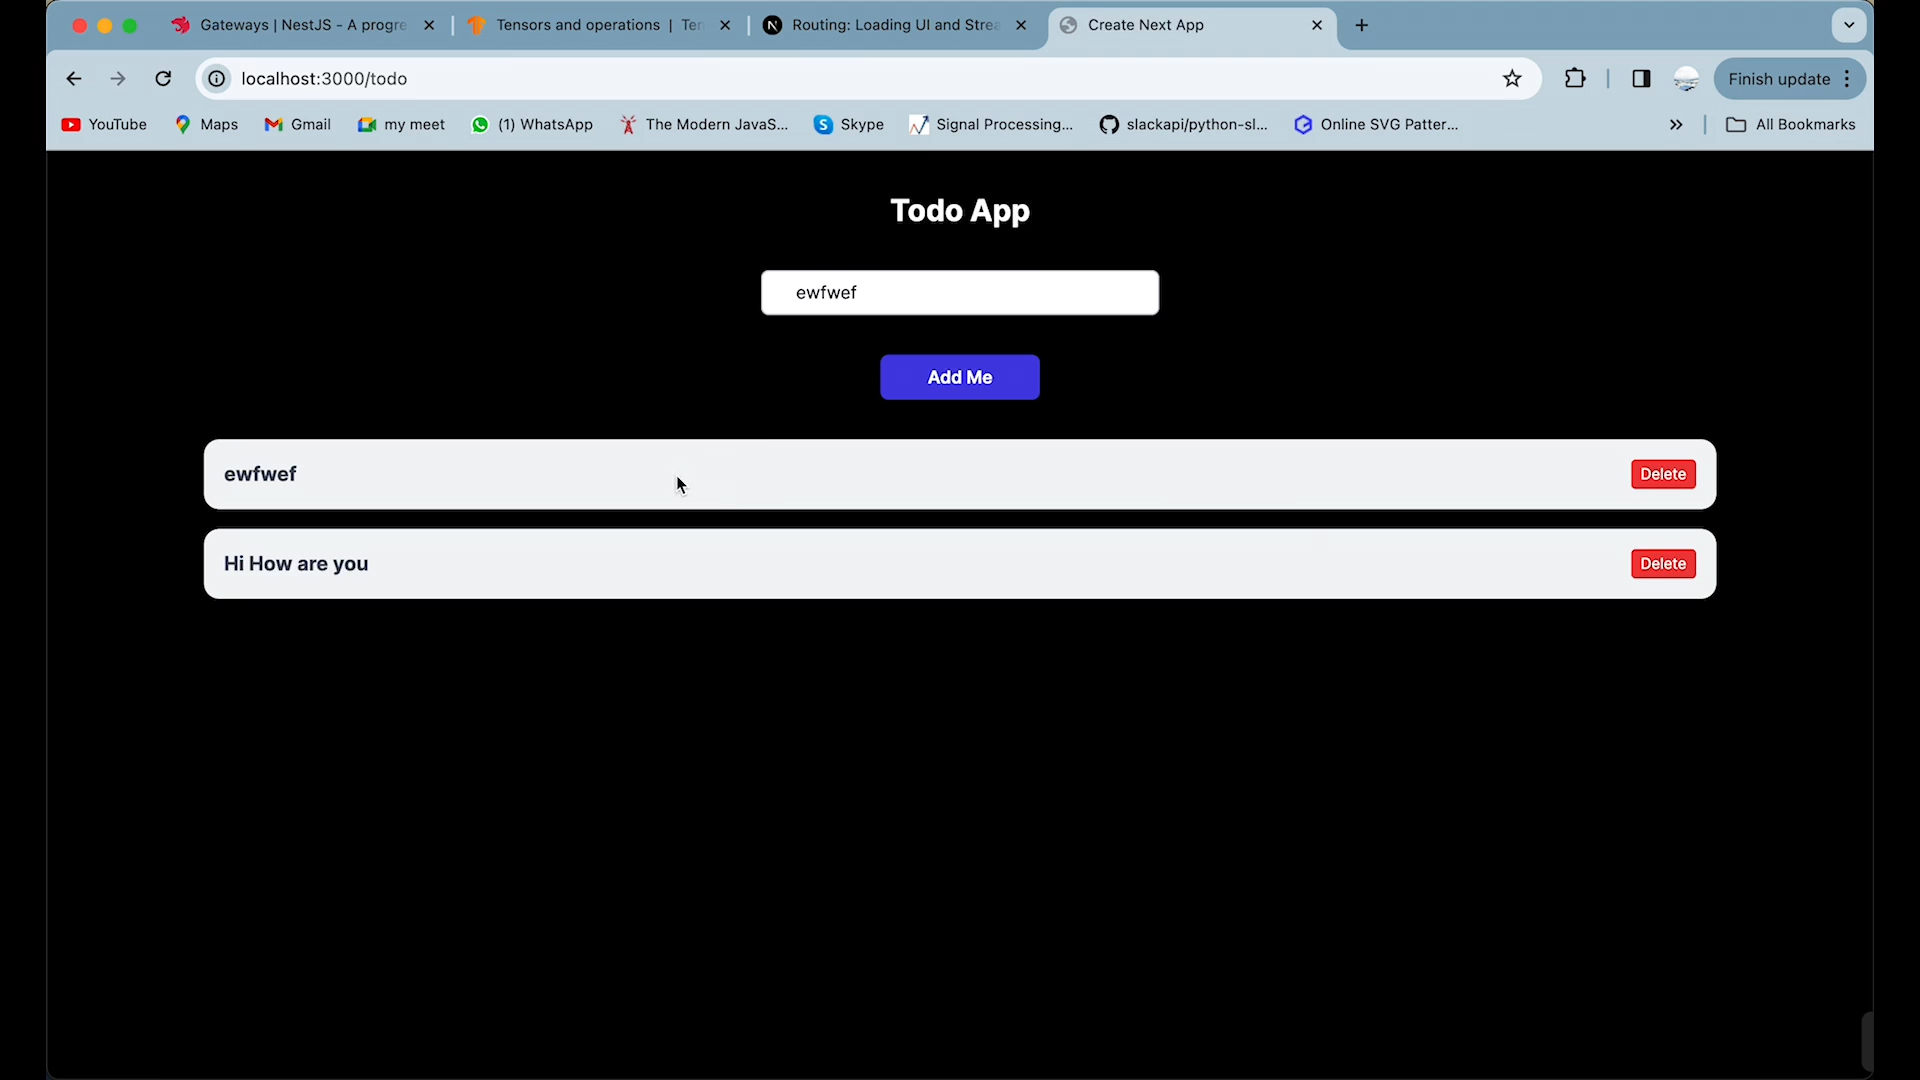 Gateways | NestJS - A progre
Tensors and operations | Ten
Routing: Loading UI and Strea
Create Next App
localhost:3000/todo
Finish update
YouTube
Maps
Gmail
my meet
(1) WhatsApp
The Modern JavaS...
Skype
Signal Processing...
slackapi/python-sl...
Online SVG Patter...
All Bookmarks
Todo App
ewfwef
Add Me
ewfwef
Delete
Hi How are you
Delete